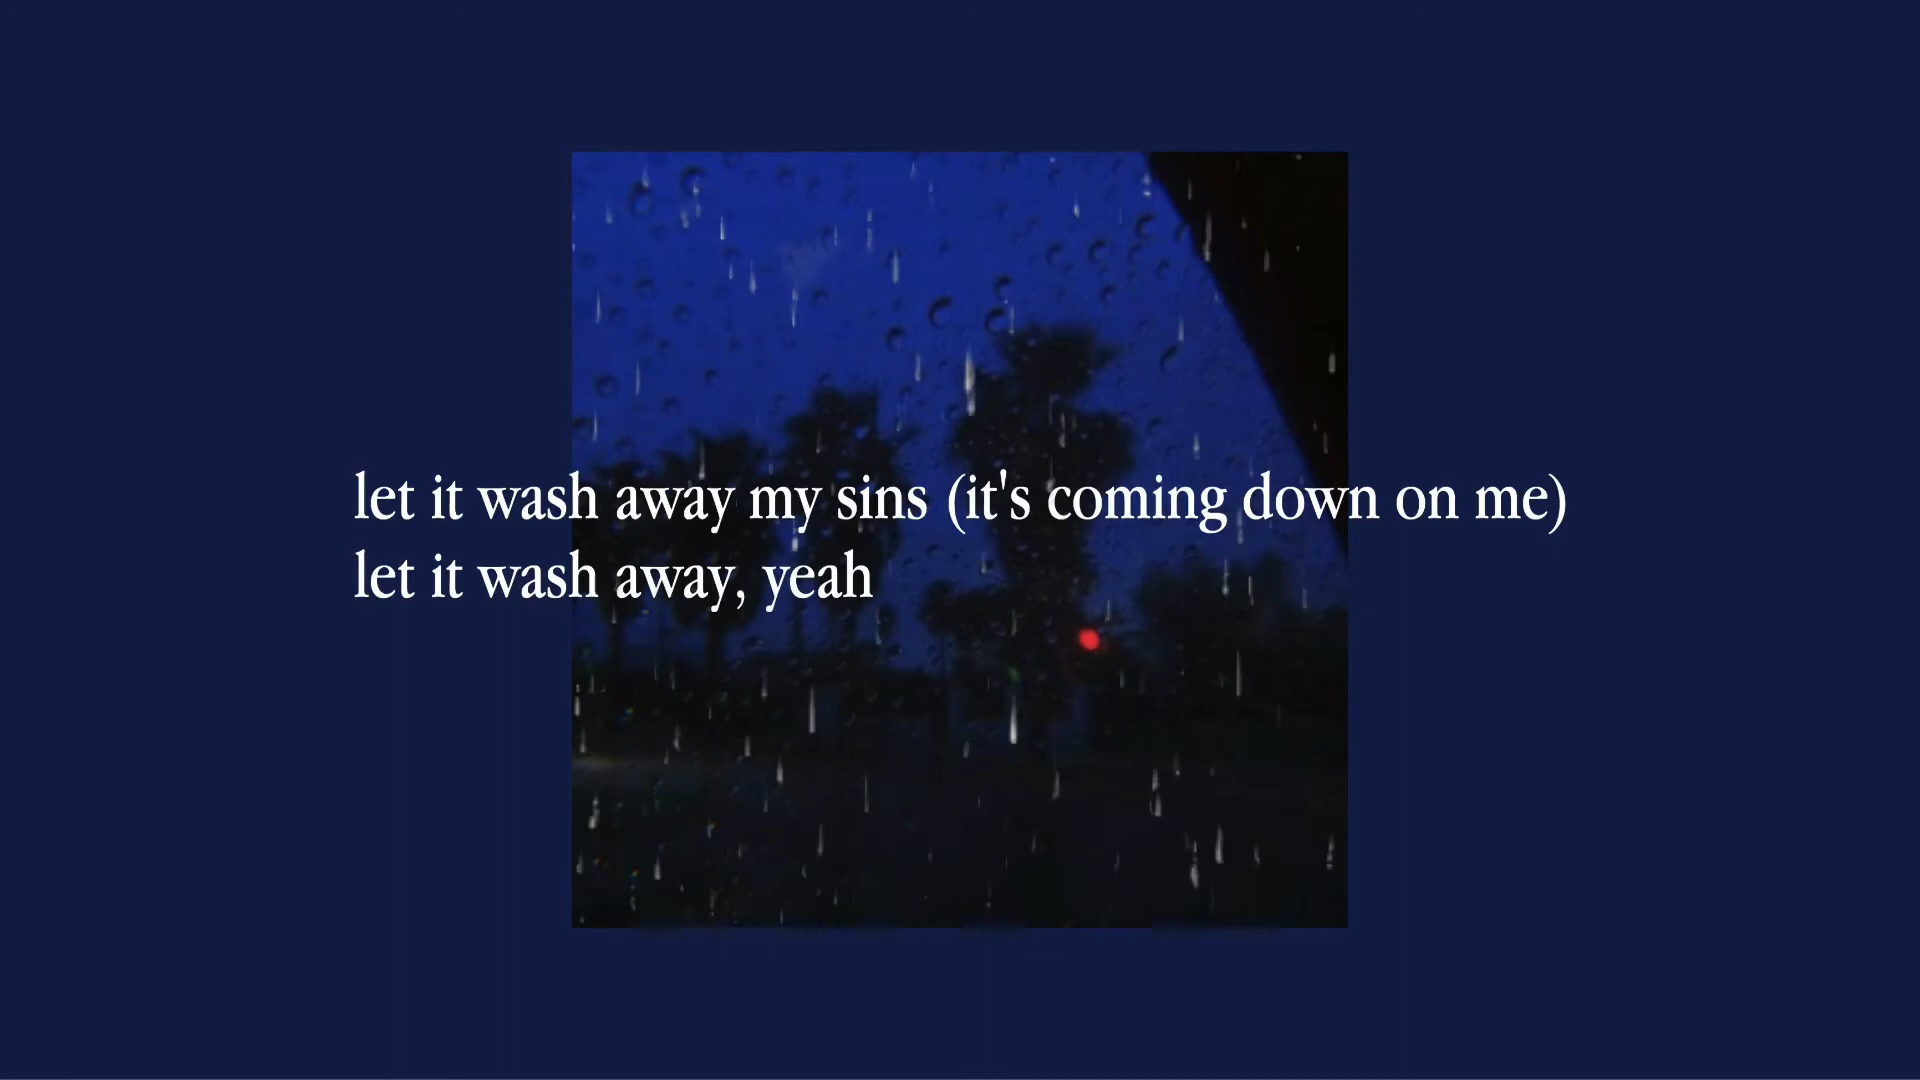 let it wash away my sins (it's coming down on me)
let it wash away, yeah